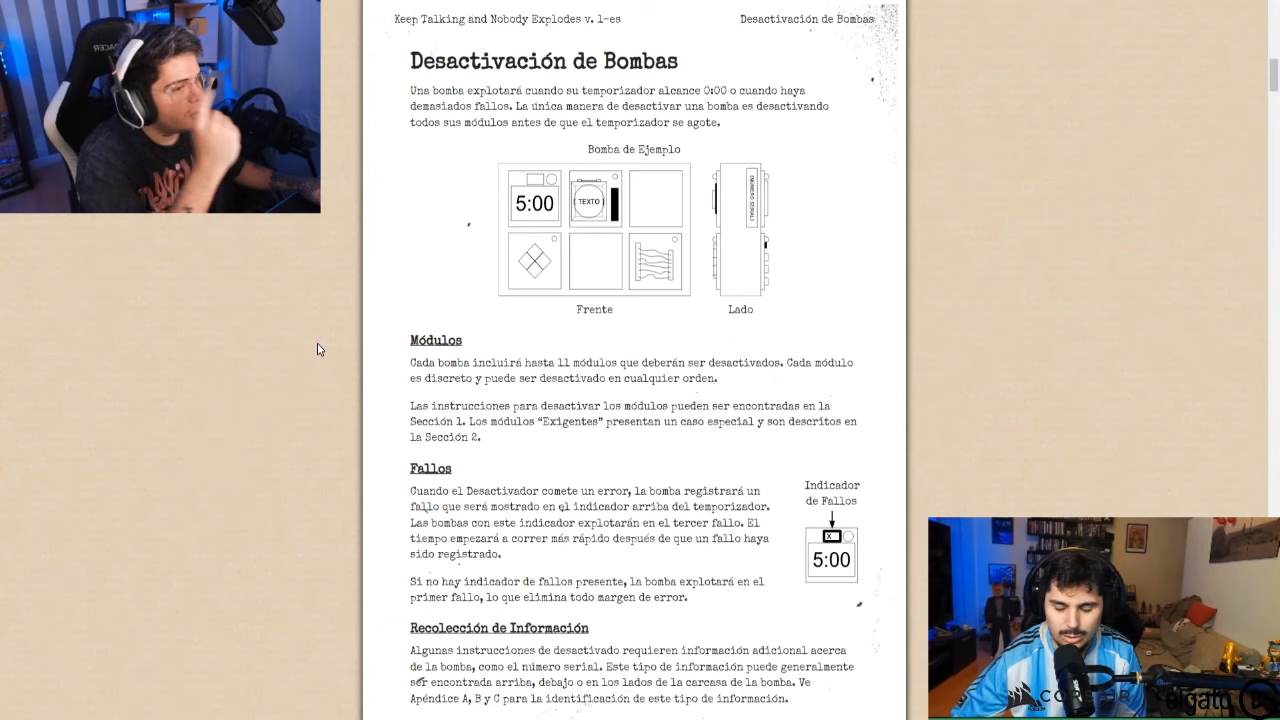 Keep Talking and Nobody Explodes v. 1-es
Desactivación de Bombas
Desactivación de Bombas
Una bomba explotará cuando su temporizador alcance 0:00 o cuando haya
demasiados fallos. La única manera de desactivar una bomba es desactivando
todos sus módulos antes de que el temporizador se agote.
Bomba de Ejemplo
5:00
TEXTO
Frente
Lado
Módulos
Cada bomba incluirá hasta 11 módulos que deberán ser desactivados. Cada módulo
es discreto y puede ser desactivado en cualquier orden.
Las instrucciones para desactivar los módulos pueden ser encontradas en la
Sección 1. Los módulos “Exigentes” presentan un caso especial y son descritos en
la Sección 2.
Fallos
Cuando el Desactivador comete un error, la bomba registrará un
fallo que será mostrado en el indicador arriba del temporizador.
Las bombas con este indicador explotarán en el tercer fallo. El
tiempo empezará a correr más rápido después de que un fallo haya
sido registrado.
Indicador
de Fallos
X
5:00
Si no hay indicador de fallos presente, la bomba explotará en el
primer fallo, lo que elimina todo margen de error.
Recolección de Información
Algunas instrucciones de desactivado requieren información adicional acerca
de la bomba, como el número serial. Este tipo de información puede generalmente
ser encontrada arriba, debajo o en los lados de la carcasa de la bomba. Ve
Apéndice A, B y C para la identificación de este tipo de información.
CORSAIR
elgato